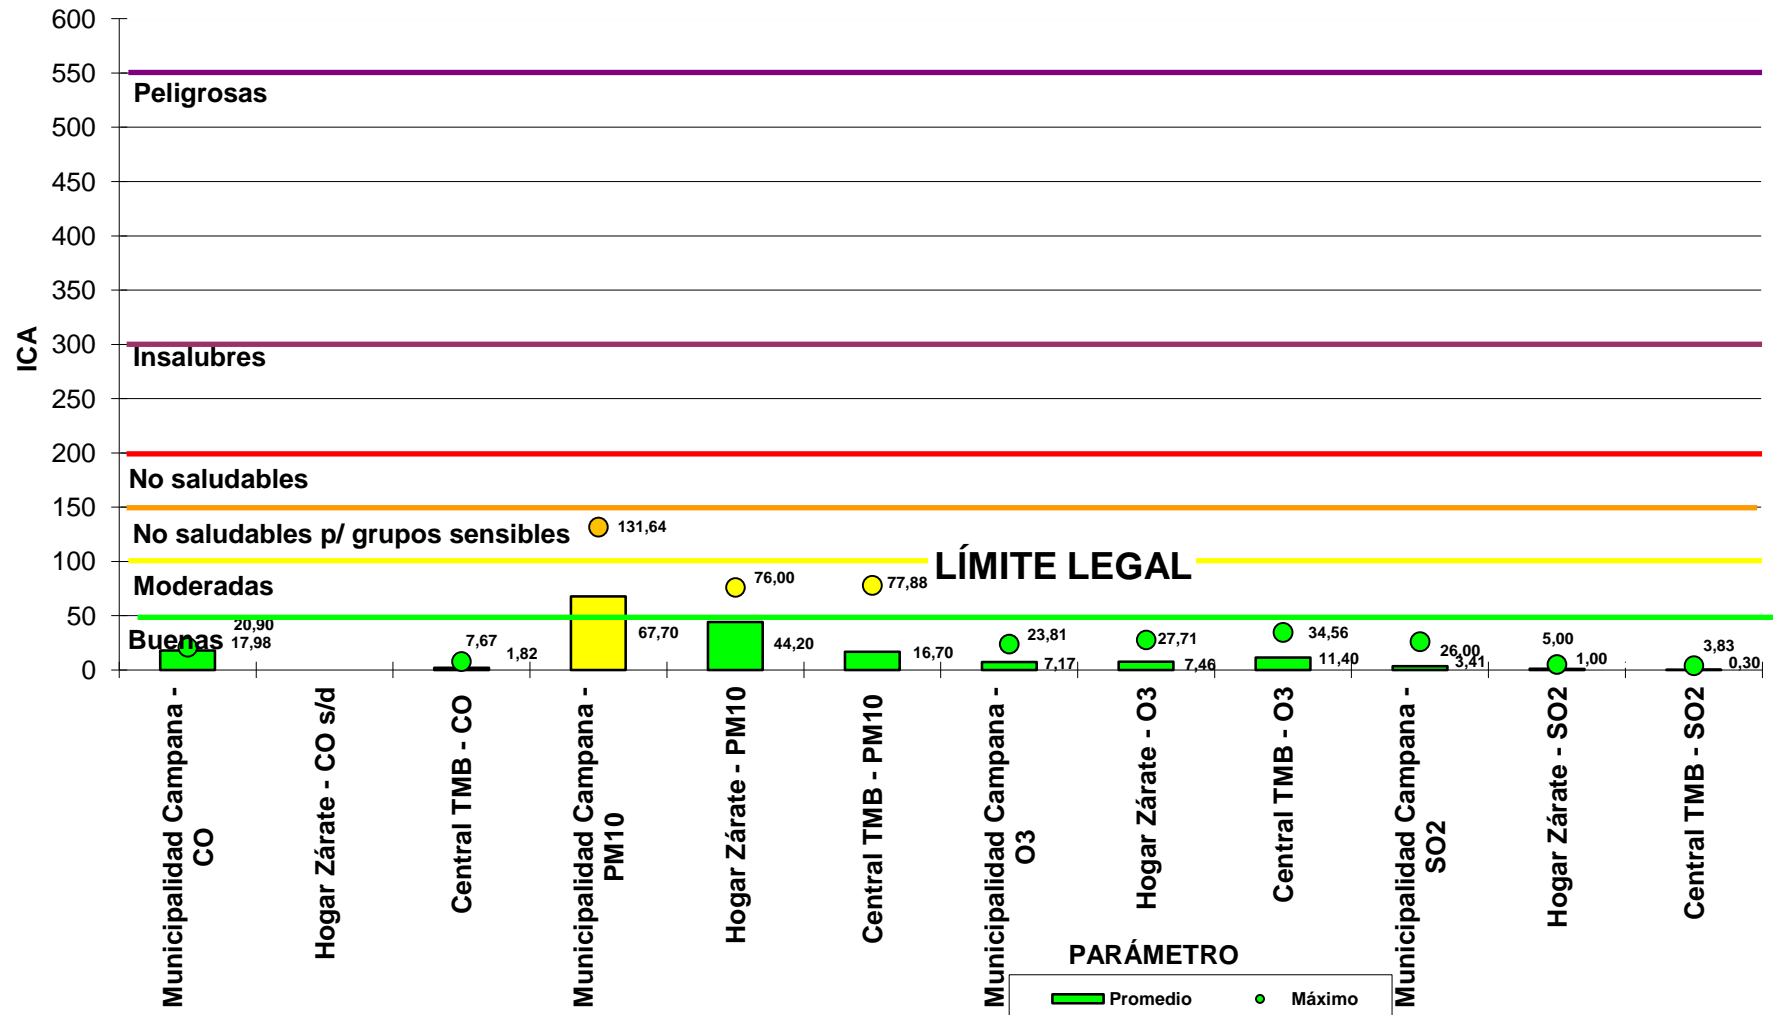 600
550
500
450
400
350
300
250
200
150
100
50
0
ICA
Peligrosas
Insalubres
No saludables
No saludables p/ grupos sensibles
Moderadas
Buenas
LÍMITE LEGAL
20,90
17,98
7,67
1,82
131,64
67,70
76,00
44,20
77,88
16,70
23,81
7,17
27,71
7,46
34,56
11,40
26,00
3,41
5,00
1,00
3,83
0,30
Municipalidad Campana -
CO
Hogar Zárate - CO s/d
Central TMB - CO
Municipalidad Campana -
PM10
Hogar Zárate - PM10
Central TMB - PM10
Municipalidad Campana -
O3
Hogar Zárate - O3
Central TMB - O3
Municipalidad Campana -
SO2
Hogar Zárate - SO2
Central TMB - SO2
PARÁMETRO
Promedio
Máximo